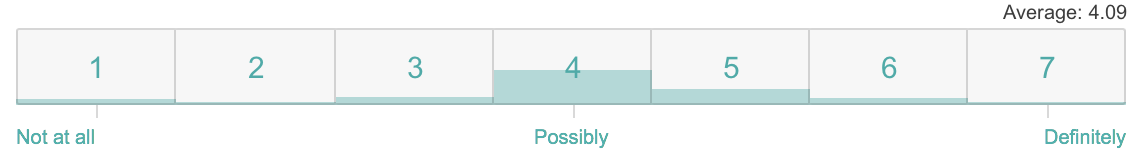 Average: 4.09
1 2 3 4 5 6 7
Not at all Possibly Definitely